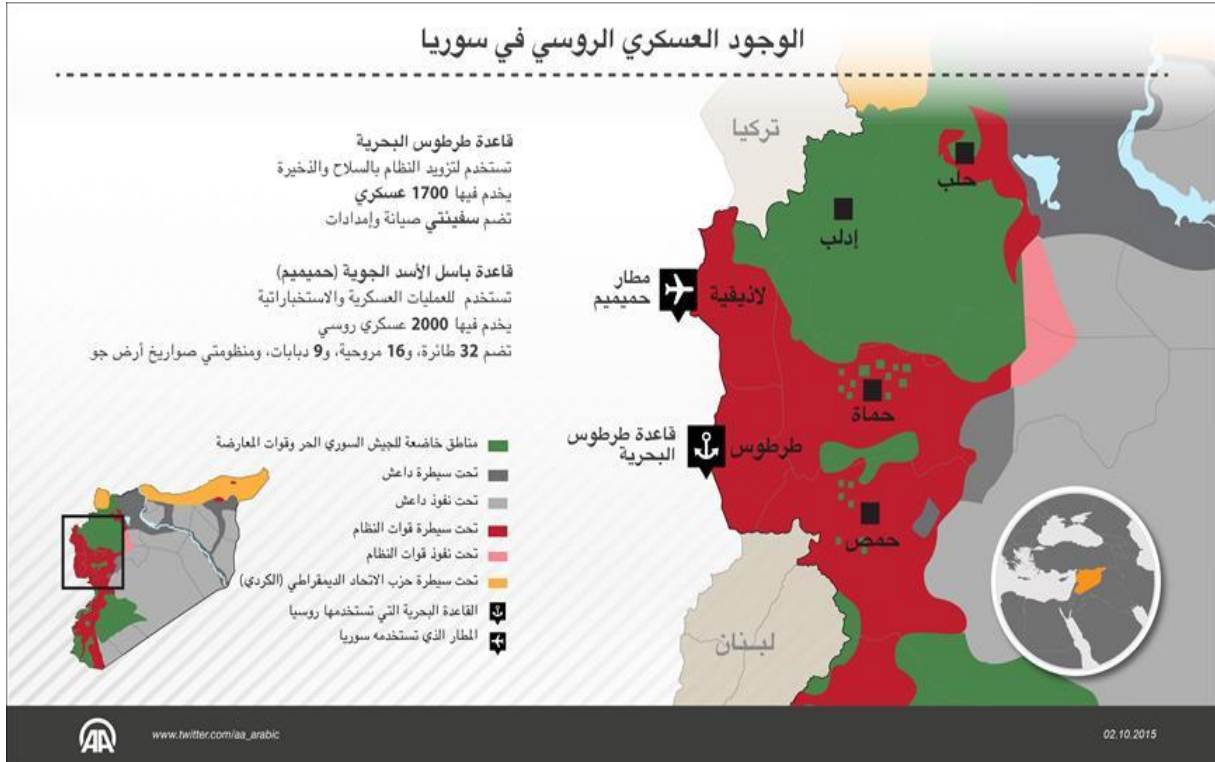 الوجود العسكري الروسي في سوريا
قاعدة طرطوس البحرية
تستخدم لتزويد النظام بالسلاح والذخيرة
يخدم فيها 1700 عسكري
تضم سفينتي صيانة وإمدادات
قاعدة باسل الأسد الجوية (حميميم)
تستخدم للعمليات العسكرية والاستخباراتية
يخدم فيها 2000 عسكري روسي
تضم 32 طائرة، و16 مروحية، و9 دبابات، ومنظومتي صواريخ أرض جو
تركيا
حلب
إدلب
مطار
حميميم
لاذيقية
حماة
قاعدة طرطوس
البحرية
طرطوس
حمص
لبنان
مناطق خاضعة للجيش السوري الحر وقوات المعارضة
تحت سيطرة داعش
تحت نفوذ داعش
تحت سيطرة قوات النظام
تحت نفوذ قوات النظام
تحت سيطرة حزب الاتحاد الديمقراطي (الكردي)
القاعدة البحرية التي تستخدمها روسيا
المطار الذي تستخدمه سوريا
AA
www.twitter.com/aa_arabic
02.10.2015